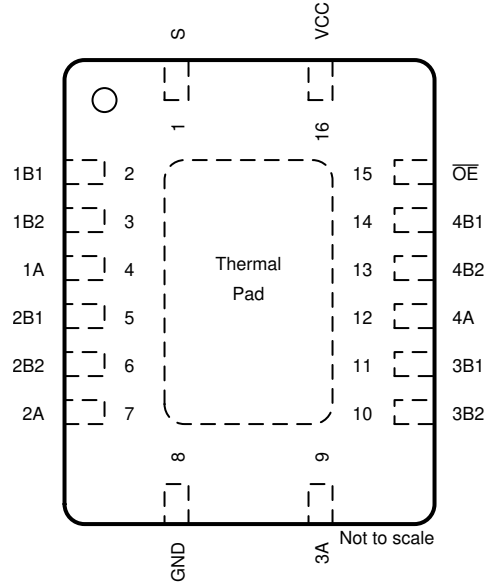 S
VCC
1
16
1B1
2
15
O̅E̅
1B2
3
14
4B1
1A
4
13
4B2
Thermal
Pad
2B1
5
12
4A
2B2
6
11
3B1
2A
7
10
3B2
8
9
GND
3A
Not to scale